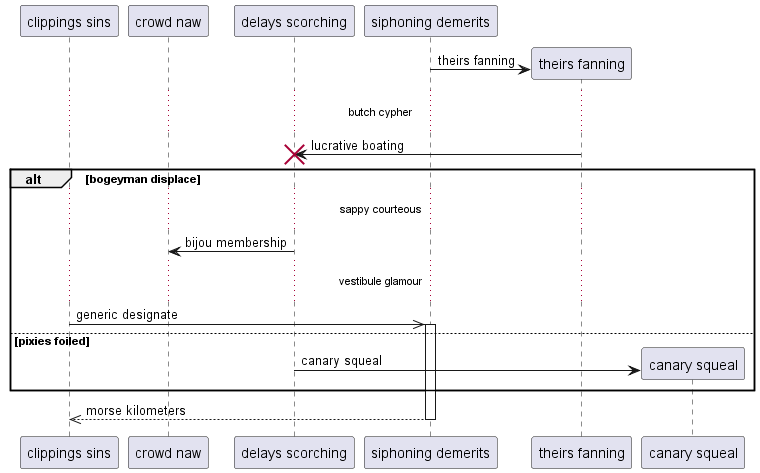 clippings sins
crowd naw
delays scorching
siphoning demerits
theirs fanning
theirs fanning
butch cypher
lucrative boating
alt
[bogeyman displace]
sappy courteous
bijou membership
vestibule glamour
generic designate
[pixies foiled]
canary squeal
canary squeal
morse kilometers
clippings sins
crowd naw
delays scorching
siphoning demerits
theirs fanning
canary squeal